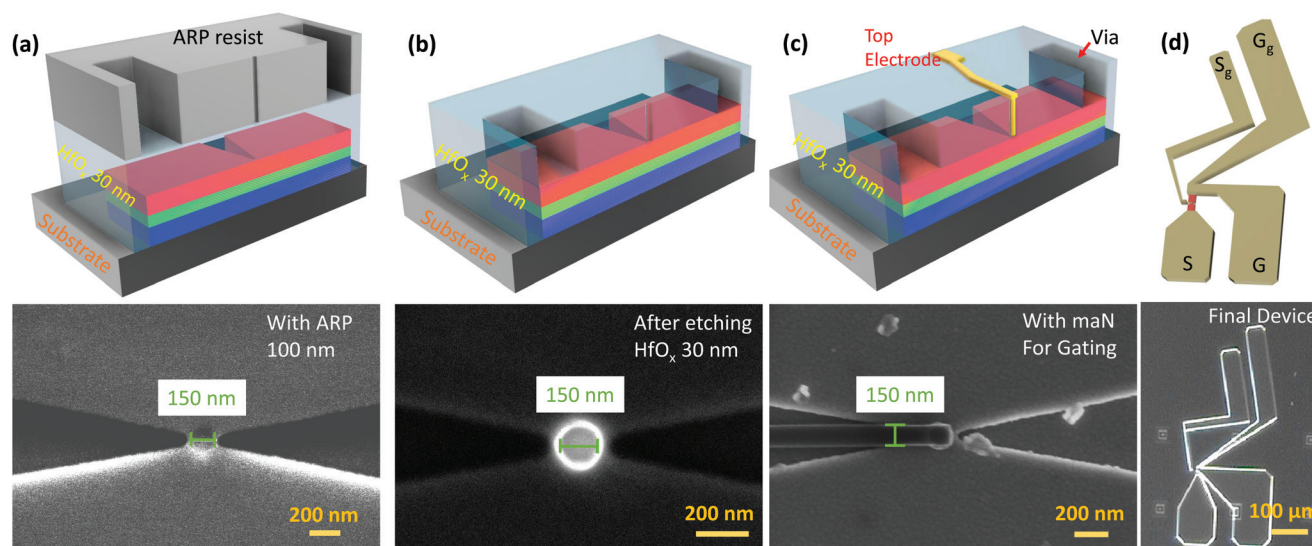 (a)
ARP resist
HfOₓ 30 nm
Substrate
(b)
HfOₓ 30 nm
Substrate
(c)
Top
Electrode
Via
HfOₓ 30 nm
Substrate
(d)
S_g
G_g
S
G
With ARP
100 nm
150 nm
200 nm
After etching
HfOₓ 30 nm
150 nm
200 nm
With maN
For Gating
150 nm
200 nm
Final Device
100 µm